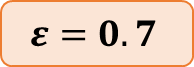 𝜺 = 𝟎.𝟕